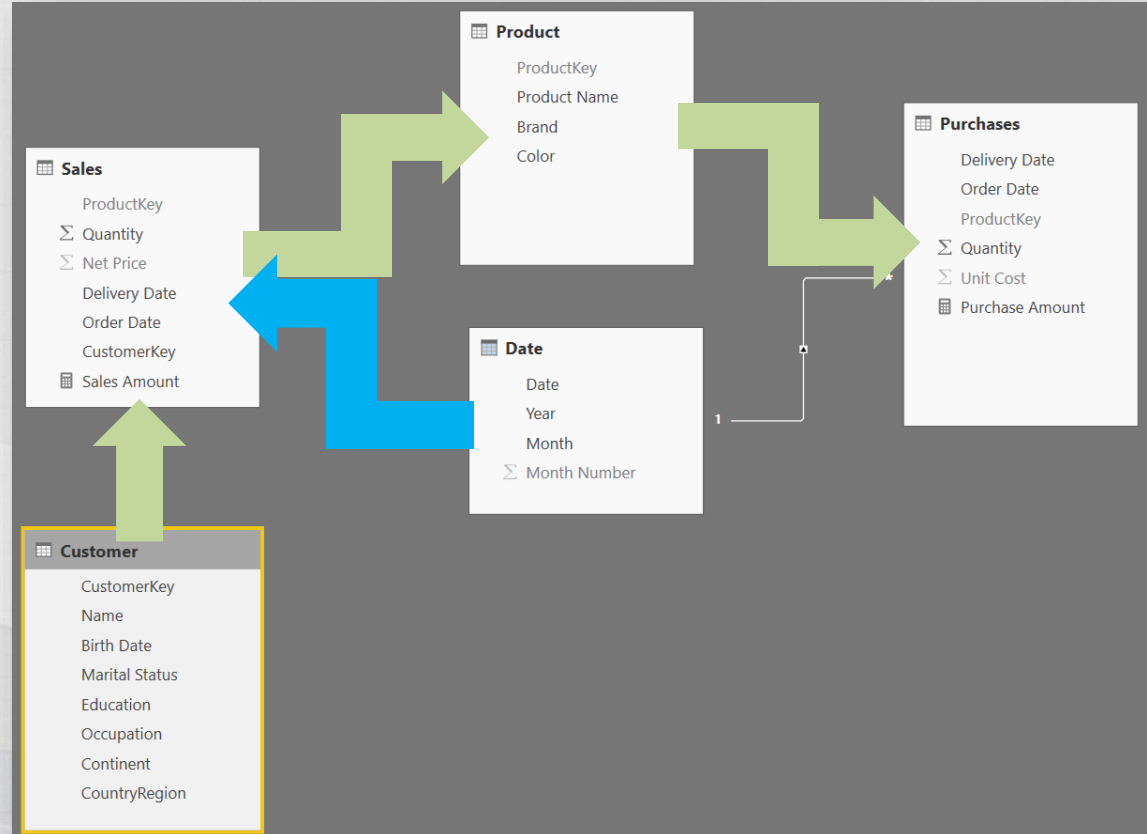 Product
ProductKey
Product Name
Brand
Color
Sales
ProductKey
Σ Quantity
Σ Net Price
Delivery Date
Order Date
CustomerKey
Sales Amount
Purchases
Delivery Date
Order Date
ProductKey
Σ Quantity
Σ Unit Cost
Purchase Amount
*
1
Date
Date
Year
Month
Σ Month Number
Customer
CustomerKey
Name
Birth Date
Marital Status
Education
Occupation
Continent
CountryRegion